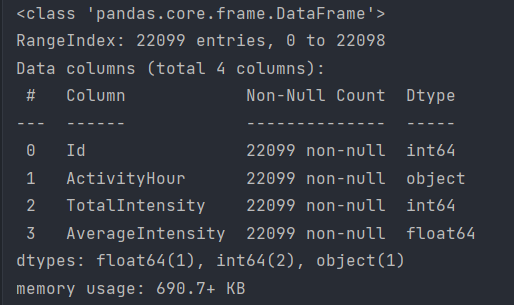 <class 'pandas.core.frame.DataFrame'>
RangeIndex: 22099 entries, 0 to 22098
Data columns (total 4 columns):
 #   Column            Non-Null Count  Dtype
---  ------            --------------  -----
 0   Id                22099 non-null  int64
 1   ActivityHour      22099 non-null  object
 2   TotalIntensity    22099 non-null  int64
 3   AverageIntensity  22099 non-null  float64
dtypes: float64(1), int64(2), object(1)
memory usage: 690.7+ KB